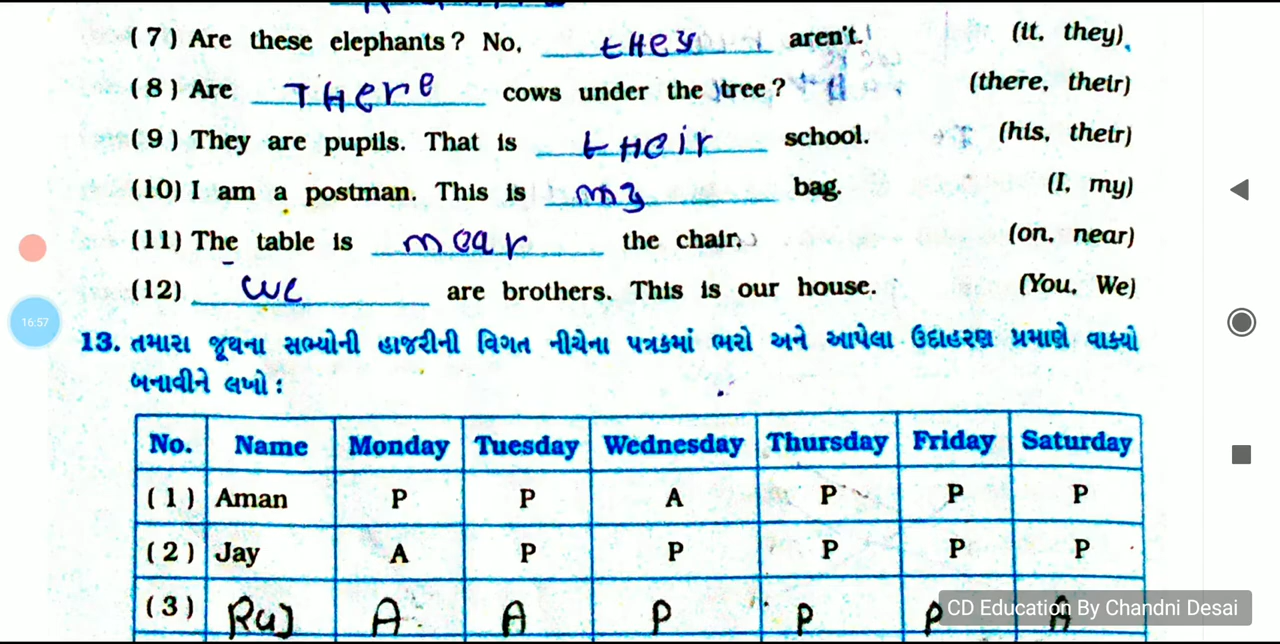 (7) Are these elephants? No, they aren't. (it, they)
(8) Are There cows under the tree? (there, their)
(9) They are pupils. That is their school. (his, their)
(10) I am a postman. This is my bag. (I, my)
(11) The table is near the chair. (on, near)
(12) we are brothers. This is our house. (You, We)
16:57
13. તમારા જૂથના સભ્યોની હાજરીની વિગત નીચેના પત્રકમાં ભરો અને આપેલા ઉદાહરણ પ્રમાણે વાક્યો
બનાવીને લખો :
No. Name Monday Tuesday Wednesday Thursday Friday Saturday
(1) Aman P P A P P P
(2) Jay A P P P P P
(3) Raj A A P P P A
CD Education By Chandni Desai